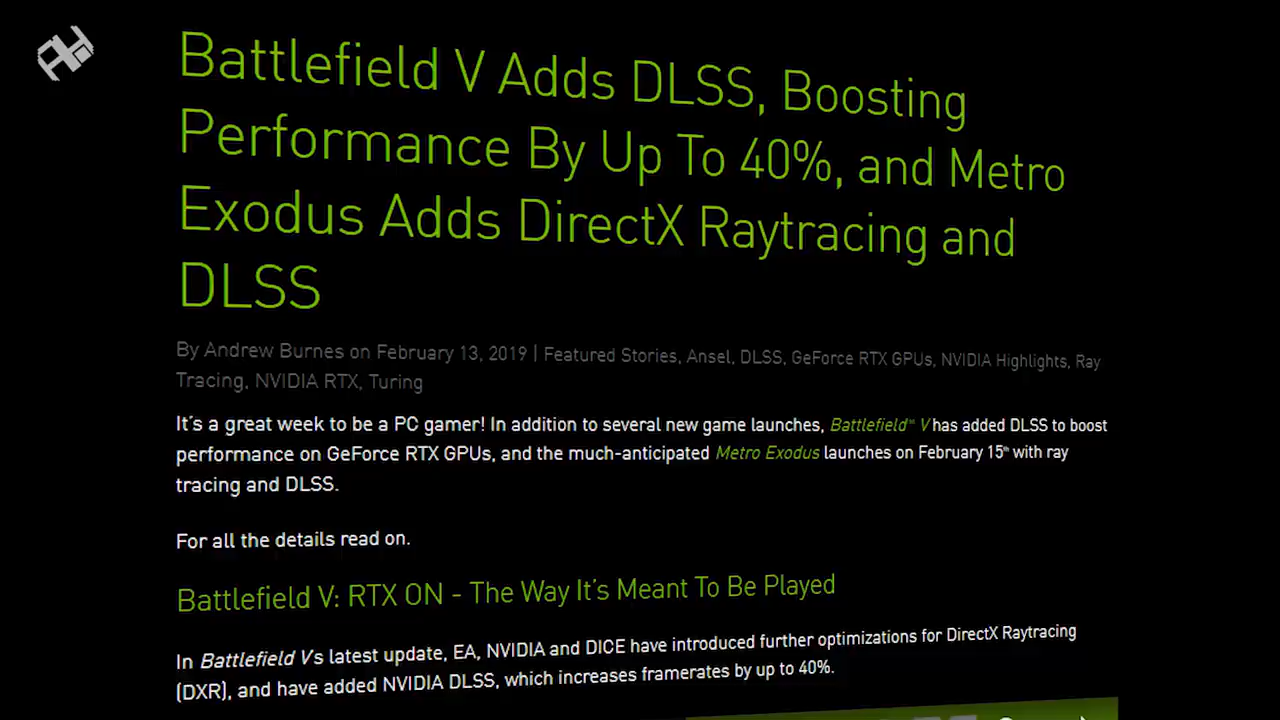 Battlefield V Adds DLSS, Boosting
Performance By Up To 40%, and Metro
Exodus Adds DirectX Raytracing and
DLSS
By Andrew Burnes on February 13, 2019 | Featured Stories, Ansel, DLSS, GeForce RTX GPUs, NVIDIA Highlights, Ray
Tracing, NVIDIA RTX, Turing
It's a great week to be a PC gamer! In addition to several new game launches, Battlefield™ V has added DLSS to boost
performance on GeForce RTX GPUs, and the much-anticipated Metro Exodus launches on February 15th with ray
tracing and DLSS.
For all the details read on.
Battlefield V: RTX ON - The Way It's Meant To Be Played
In Battlefield V's latest update, EA, NVIDIA and DICE have introduced further optimizations for DirectX Raytracing
(DXR), and have added NVIDIA DLSS, which increases framerates by up to 40%.